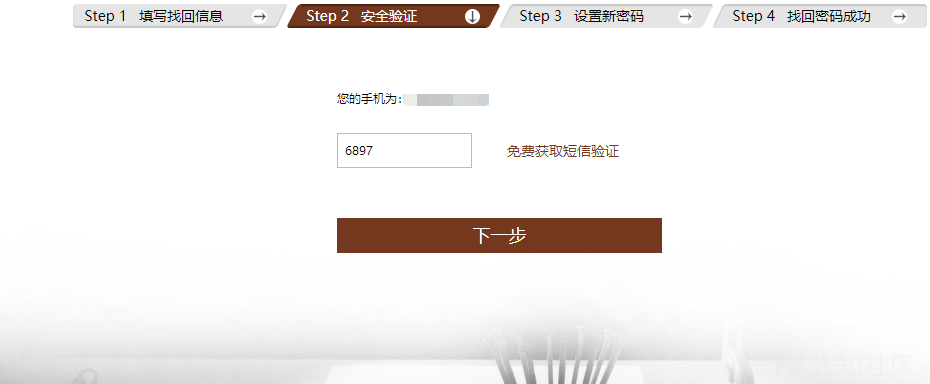 Step 1 填写找回信息
Step 2 安全验证
Step 3 设置新密码
Step 4 找回密码成功
您的手机为:
6897 免费获取短信验证
下一步